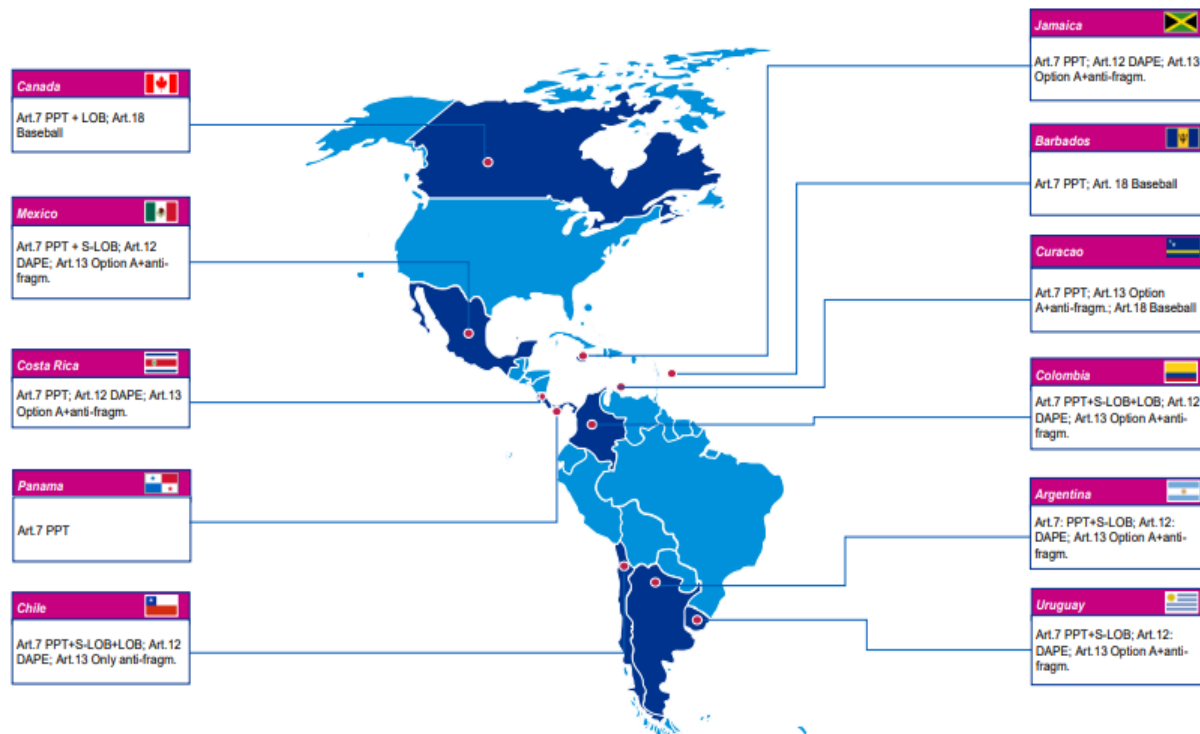 Canada
Art.7 PPT + LOB; Art.18
Baseball
Mexico
Art.7 PPT + S-LOB; Art.12
DAPE; Art.13 Option A+anti-
fragm.
Costa Rica
Art.7 PPT; Art.12 DAPE; Art.13
Option A+anti-fragm.
Panama
Art.7 PPT
Chile
Art.7 PPT+S-LOB+LOB; Art.12
DAPE; Art.13 Only anti-fragm.
Jamaica
Art.7 PPT; Art.12 DAPE; Art.13
Option A+anti-fragm.
Barbados
Art.7 PPT; Art. 18 Baseball
Curacao
Art.7 PPT; Art.13 Option
A+anti-fragm.; Art.18 Baseball
Colombia
Art.7 PPT+S-LOB+LOB; Art.12
DAPE; Art.13 Option A+anti-
fragm.
Argentina
Art.7: PPT+S-LOB; Art.12:
DAPE; Art.13 Option A+anti-
fragm.
Uruguay
Art.7 PPT+S-LOB; Art.12:
DAPE; Art.13 Option A+anti-
fragm.